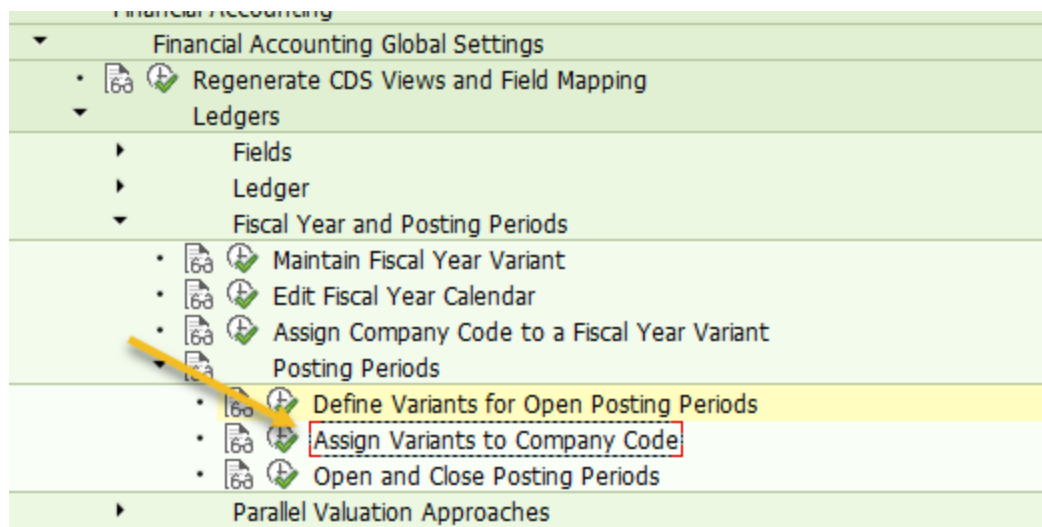 Financial Accounting
Financial Accounting Global Settings
Regenerate CDS Views and Field Mapping
Ledgers
Fields
Ledger
Fiscal Year and Posting Periods
Maintain Fiscal Year Variant
Edit Fiscal Year Calendar
Assign Company Code to a Fiscal Year Variant
Posting Periods
Define Variants for Open Posting Periods
Assign Variants to Company Code
Open and Close Posting Periods
Parallel Valuation Approaches